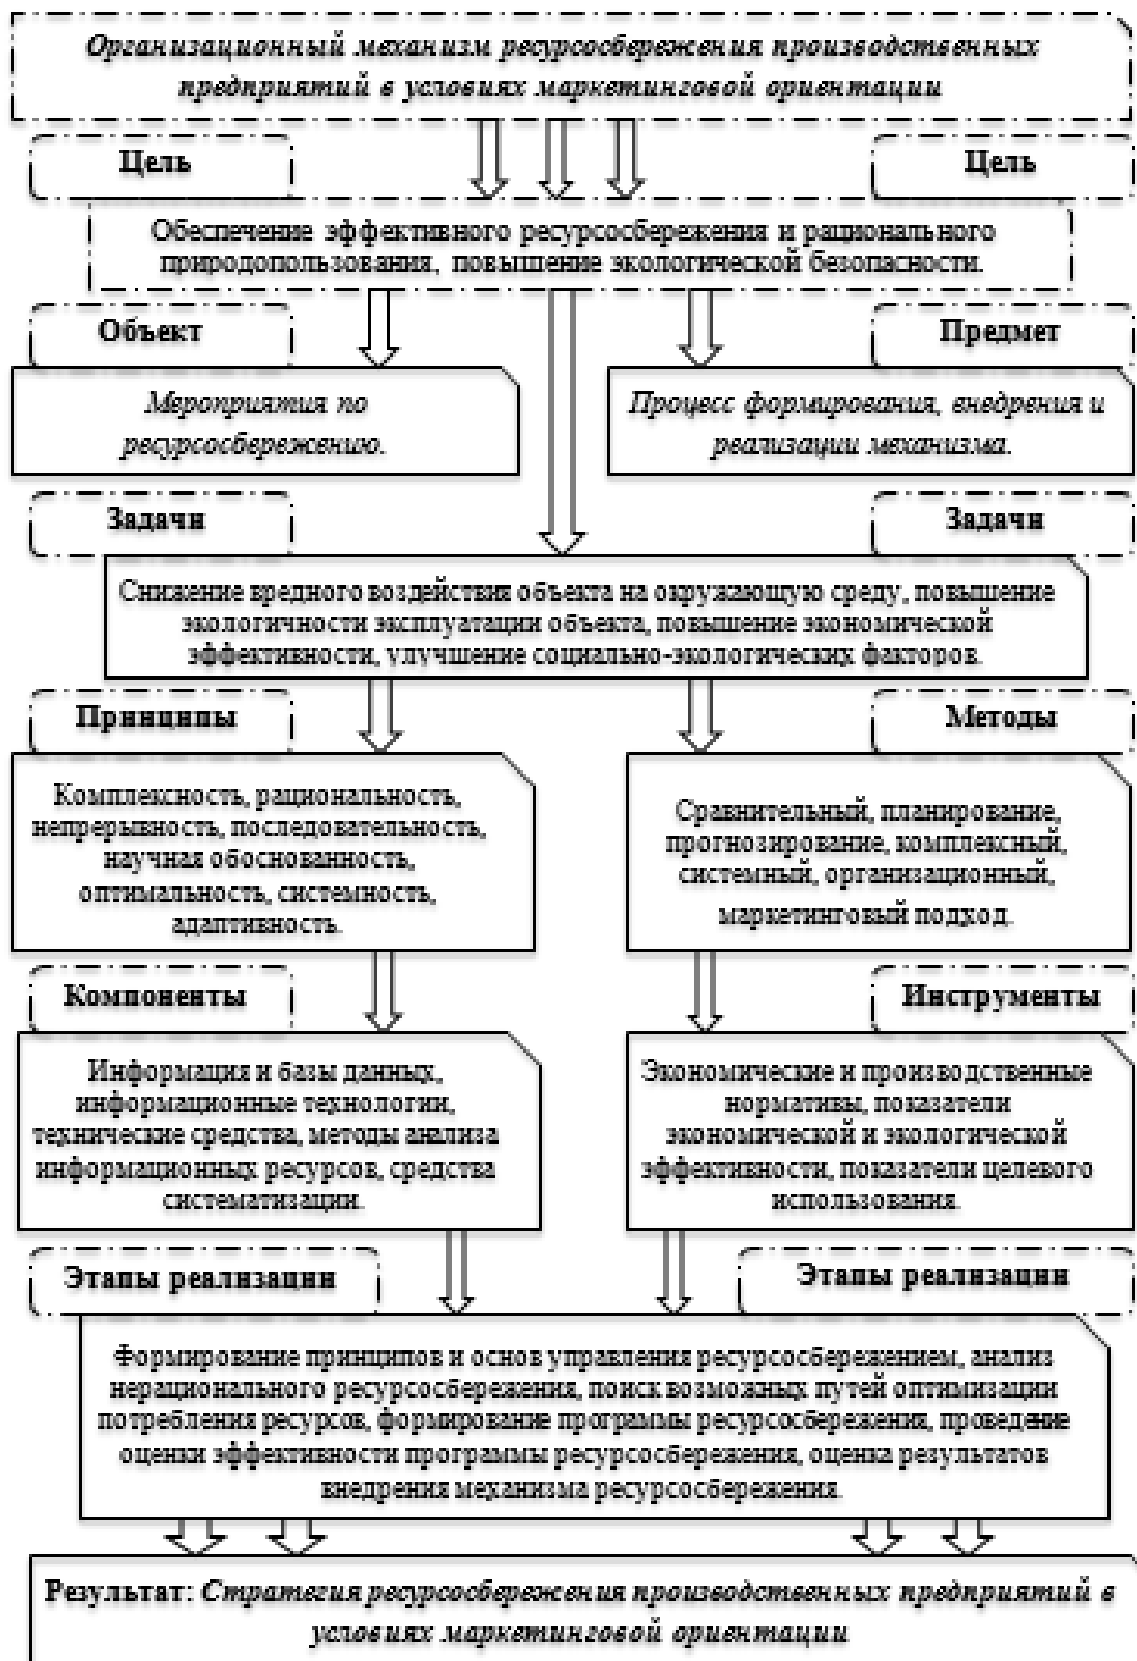 Организационный механизм ресурсосбережения производственных
предприятий в условиях маркетинговой ориентации
Цель
Цель
Обеспечение эффективного ресурсосбережения и рационального
природопользования, повышение экологической безопасности.
Объект
Предмет
Мероприятия по
ресурсосбережению.
Процесс формирования, внедрения и
реализации механизма.
Задачи
Задачи
Снижение вредного воздействия объекта на окружающую среду, повышение
экологичности эксплуатации объекта, повышение экономической
эффективности, улучшение социально-экологических факторов.
Принципы
Методы
Комплексность, рациональность,
непрерывность, последовательность,
научная обоснованность,
оптимальность, системность,
адаптивность.
Сравнительный, планирование,
прогнозирование, комплексный,
системный, организационный,
маркетинговый подход.
Компоненты
Инструменты
Информация и базы данных,
информационные технологии,
технические средства, методы анализа
информационных ресурсов, средства
систематизации.
Экономические и производственные
нормативы, показатели
экономической и экологической
эффективности, показатели целевого
использования.
Этапы реализации
Этапы реализации
Формирование принципов и основ управления ресурсосбережением, анализ
нерационального ресурсосбережения, поиск возможных путей оптимизации
потребления ресурсов, формирование программы ресурсосбережения, проведение
оценки эффективности программы ресурсосбережения, оценка результатов
внедрения механизма ресурсосбережения.
Результат: Стратегия ресурсосбережения производственных предприятий в
условиях маркетинговой ориентации